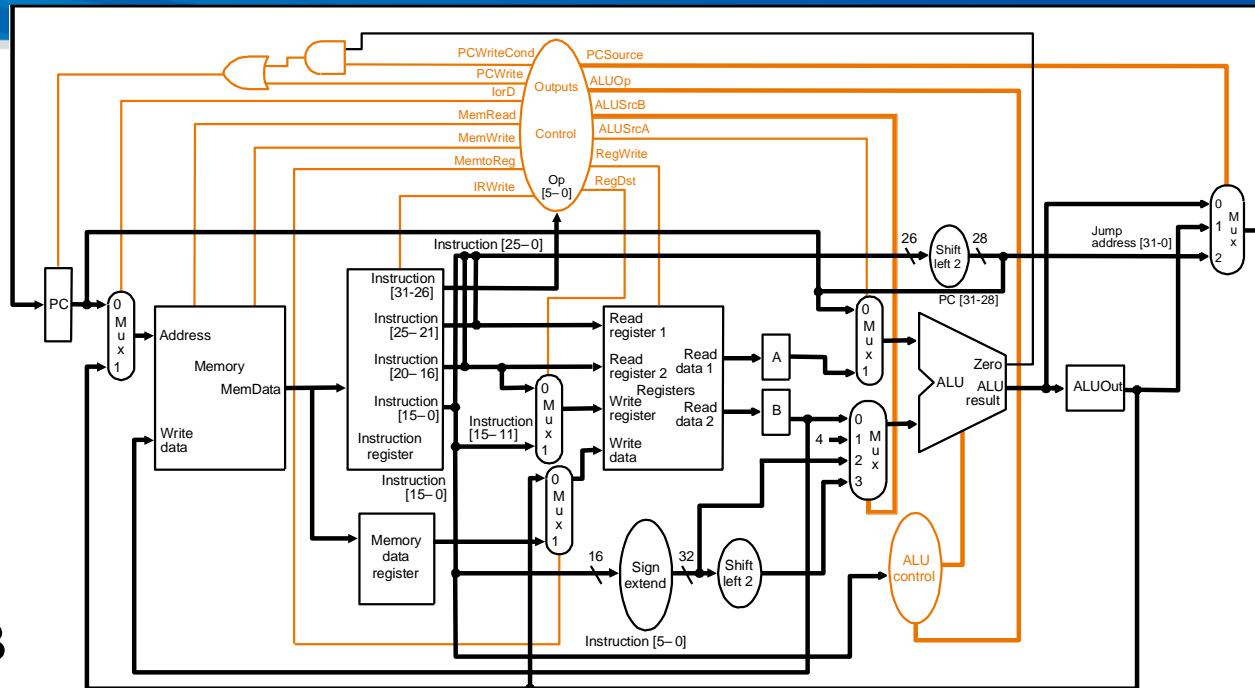 PCWriteCond
PCSource
PCWrite
ALUOp
IorD
Outputs
ALUSrcB
MemRead
ALUSrcA
Control
MemWrite
RegWrite
MemtoReg
Op
[5–0]
RegDst
IRWrite
Instruction [25–0]
26
28
Shift
left 2
Jump
address [31-0]
0
1
2
M
u
x
PC [31–28]
PC
0
M
u
x
1
Address
Memory
MemData
Write
data
Instruction
[31-26]
Instruction
[25–21]
Instruction
[20–16]
Instruction
[15–0]
Instruction
register
Instruction
[15–11]
0
M
u
x
1
Instruction
[15–0]
0
M
u
x
1
Memory
data
register
Read
register 1
Read
register 2
Registers
Write
register
Write
data
Read
data 1
Read
data 2
A
B
4
0
M
u
x
1
0
1
2
3
M
u
x
Zero
ALU
ALU
result
ALUOut
16
Sign
extend
32
Shift
left 2
ALU
control
Instruction [5–0]